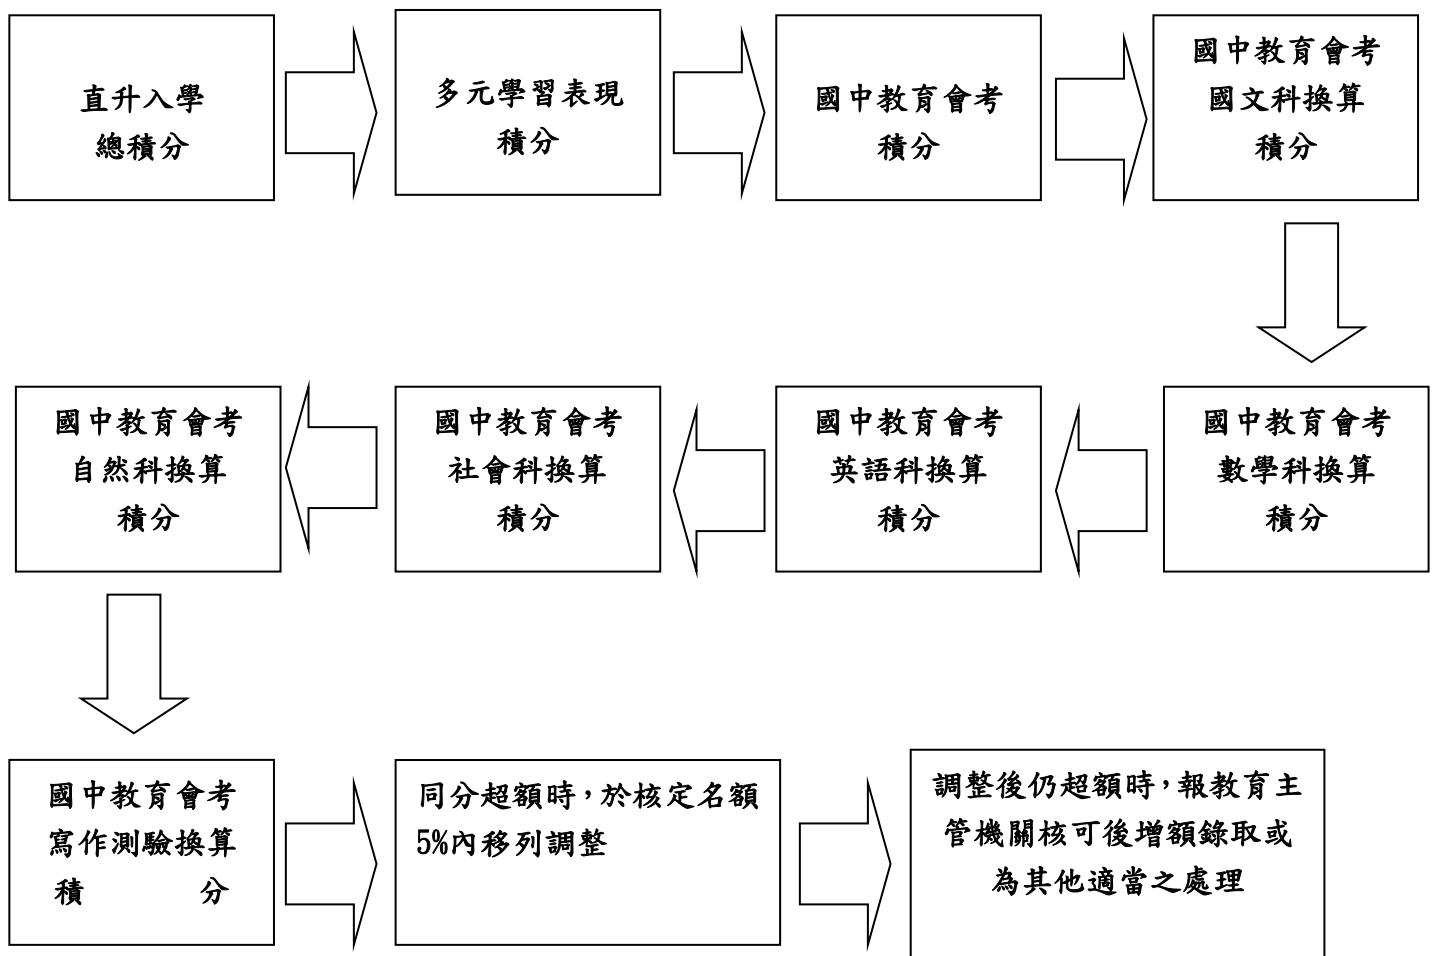 直升入學
總積分
多元學習表現
積分
國中教育會考
積分
國中教育會考
國文科換算
積分
國中教育會考
數學科換算
積分
國中教育會考
英語科換算
積分
國中教育會考
社會科換算
積分
國中教育會考
自然科換算
積分
國中教育會考
寫作測驗換算
積 分
同分超額時，於核定名額
5%內移列調整
調整後仍超額時，報教育主
管機關核可後增額錄取或
為其他適當之處理